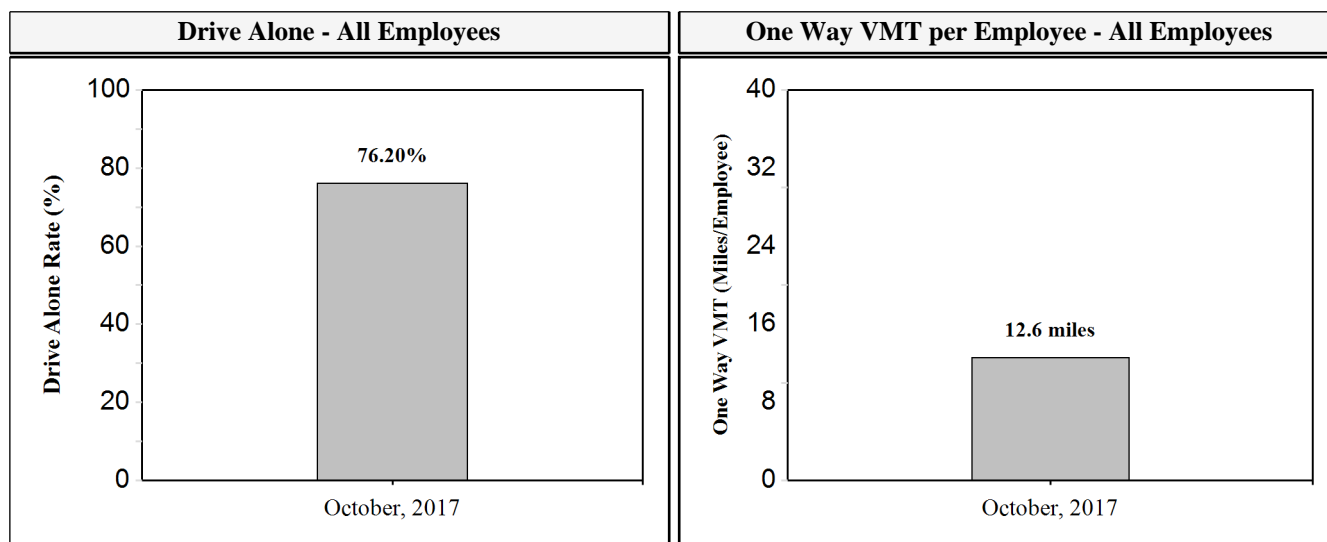 Drive Alone - All Employees
100
80
60
40
20
0
Drive Alone Rate (%)
76.20%
October, 2017
One Way VMT per Employee - All Employees
40
32
24
16
8
0
One Way VMT (Miles/Employee)
12.6 miles
October, 2017